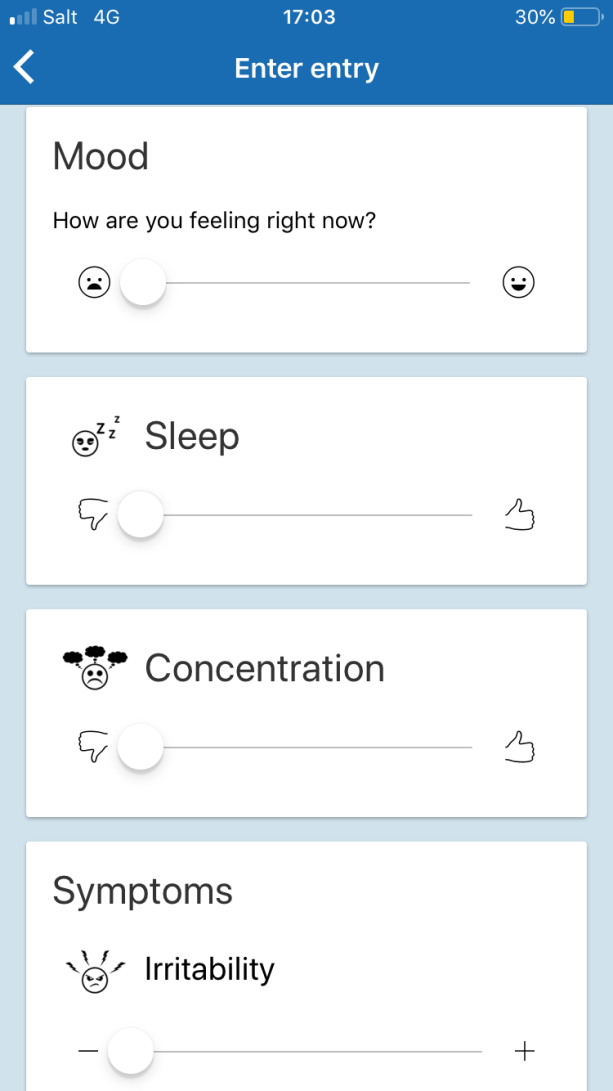 Salt 4G 17:03 30%
Enter entry
Mood
How are you feeling right now?
z z z
Sleep
Concentration
Symptoms
Irritability